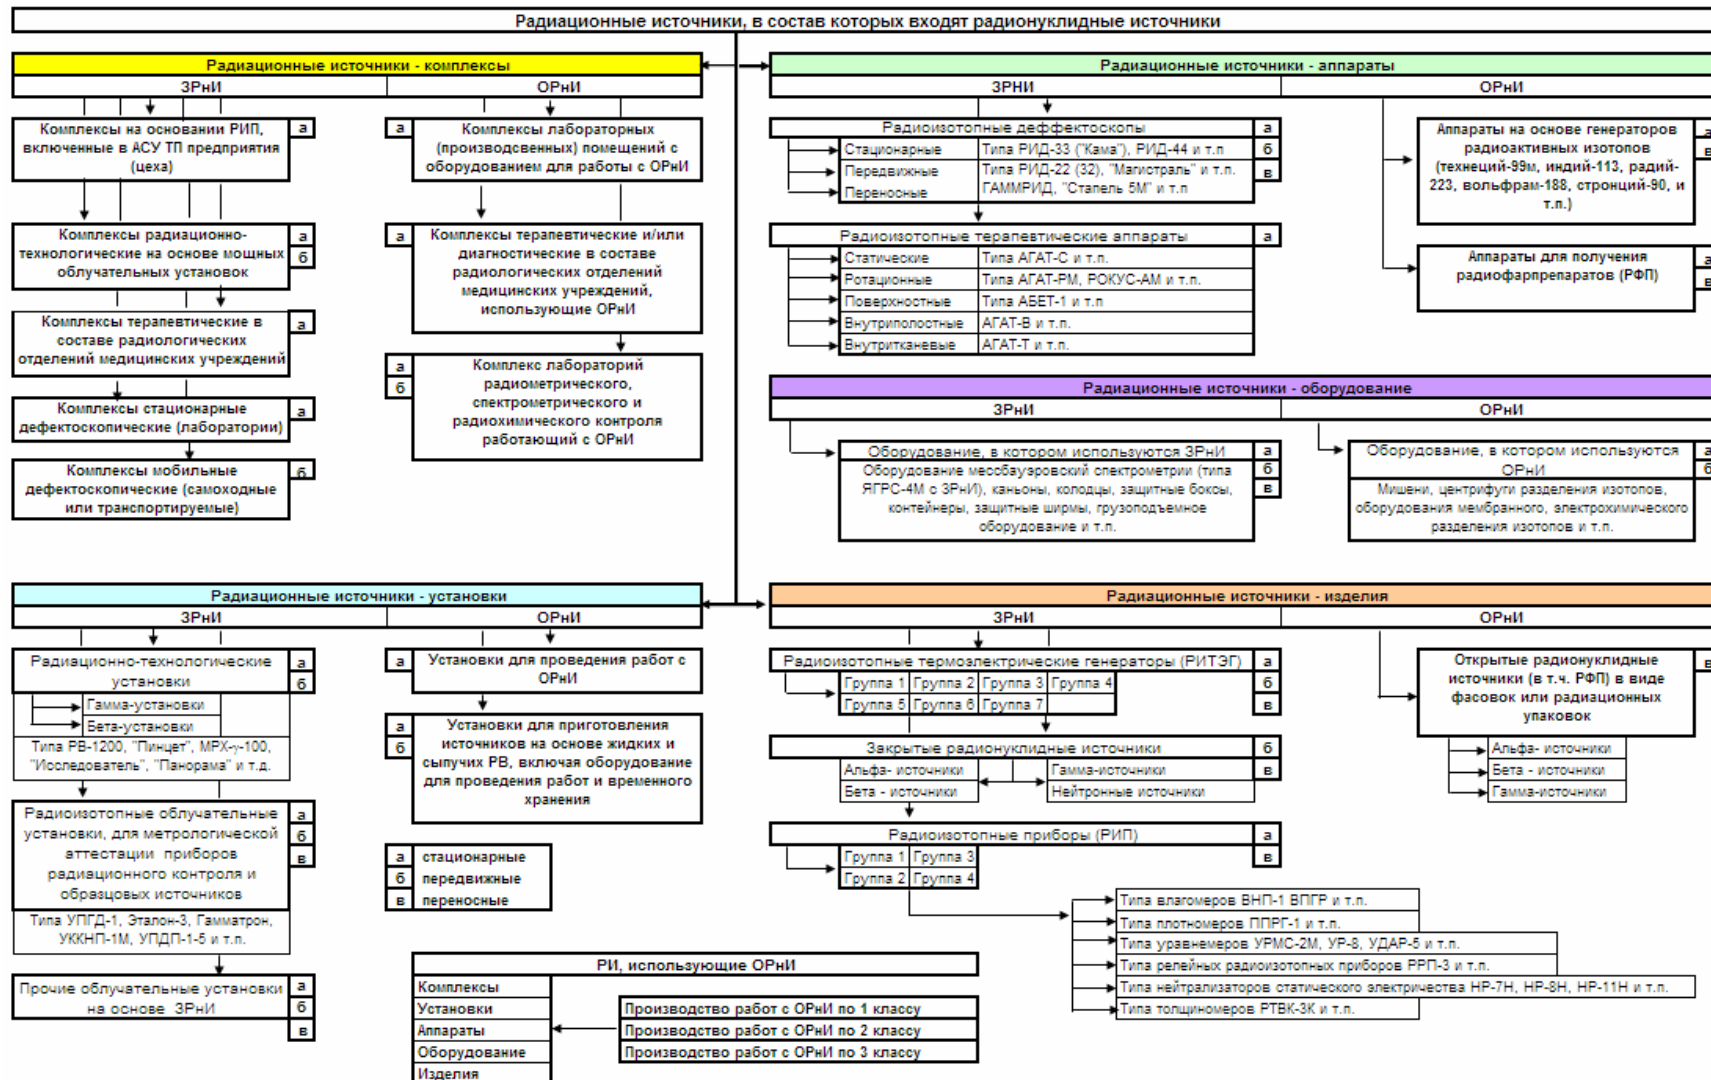 Радиационные источники, в состав которых входят радионуклидные источники
Радиационные источники - комплексы
ЗРнИ
ОРнИ
Комплексы на основании РИП,
включенные в АСУ ТП предприятия
(цеха)
а
Комплексы радиационно-
технологические на основе мощных
облучательных установок
а
б
Комплексы терапевтические в
составе радиологических
отделений медицинских учреждений
а
Комплексы стационарные
дефектоскопические (лаборатории)
а
Комплексы мобильные
дефектоскопические (самоходные
или транспортируемые)
б
а
Комплексы лабораторных
(производсвенных) помещений с
оборудованием для работы с ОРнИ
а
Комплексы терапевтические и/или
диагностические в составе
радиологических отделений
медицинских учреждений,
использующие ОРнИ
а
б
Комплекс лабораторий
радиометрического,
спектрометрического и
радиохимического контроля
работающий с ОРнИ
Радиационные источники - аппараты
ЗРНИ
ОРнИ
Радиоизотопные деффектоскопы
а
Стационарные
Типа РИД-33 ("Кама"), РИД-44 и т.п
б
Передвижные
Типа РИД-22 (32), "Магистраль" и т.п.
в
Переносные
ГАММРИД, "Стапель 5М" и т.п
Радиоизотопные терапевтические аппараты
а
Статические
Типа АГАТ-С и т.п.
Ротационные
Типа АГАТ-РМ, РОКУС-АМ и т.п.
Поверхностные
Типа АБЕТ-1 и т.п
Внутриполостные
АГАТ-В и т.п.
Внутритканевые
АГАТ-Т и т.п.
Аппараты на основе генераторов
радиоактивных изотопов
(технеций-99м, индий-113, радий-
223, вольфрам-188, стронций-90, и
т.п.)
а
в
Аппараты для получения
радиофарпрепаратов (РФП)
а
в
Радиационные источники - оборудование
ЗРнИ
ОРнИ
Оборудование, в котором используются ЗРнИ
Оборудование мессбауэровский спектрометрии (типа
ЯГРС-4М с ЗРнИ), каньоны, колодцы, защитные боксы,
контейнеры, защитные ширмы, грузоподъемное
оборудование и т.п.
а
б
в
Оборудование, в котором используются
ОРнИ
Мишени, центрифуги разделения изотопов,
оборудования мембранного, электрохимического
разделения изотопов и т.п.
а
б
Радиационные источники - установки
ЗРнИ
ОРнИ
Радиационно-технологические
установки
а
б
Гамма-установки
Бета-установки
Типа РВ-1200, "Пинцет", МРХ-γ-100,
"Исследователь", "Панорама" и т.д.
Радиоизотопные облучательные
установки, для метрологической
аттестации приборов
радиационного контроля и
образцовых источников
а
б
в
Типа УПГД-1, Эталон-3, Гамматрон,
УККНП-1М, УПДП-1-5 и т.п.
Прочие облучательные установки
на основе ЗРнИ
а
б
в
а
Установки для проведения работ с
ОРнИ
а
б
Установки для приготовления
источников на основе жидких и
сыпучих РВ, включая оборудование
для проведения работ и временного
хранения
а стационарные
б передвижные
в переносные
РИ, использующие ОРнИ
Комплексы
Установки
Аппараты
Оборудование
Изделия
Производство работ с ОРнИ по 1 классу
Производство работ с ОРнИ по 2 классу
Производство работ с ОРнИ по 3 классу
Радиационные источники - изделия
ЗРнИ
ОРнИ
Радиоизотопные термоэлектрические генераторы (РИТЭГ)
а
б
в
Группа 1 Группа 2 Группа 3 Группа 4
Группа 5 Группа 6 Группа 7
Закрытые радионуклидные источники
б
в
Альфа- источники
Гамма-источники
Бета - источники
Нейтронные источники
Радиоизотопные приборы (РИП)
а
в
Группа 1 Группа 3
Группа 2 Группа 4
Типа влагомеров ВНП-1 ВПГР и т.п.
Типа плотномеров ППРГ-1 и т.п.
Типа уравнемеров УРМС-2М, УР-8, УДАР-5 и т.п.
Типа релейных радиоизотопных приборов РРП-3 и т.п.
Типа нейтрализаторов статического электричества НР-7Н, НР-8Н, НР-11Н и т.п.
Типа толщиномеров РТВК-3К и т.п.
Открытые радионуклидные
источники (в т.ч. РФП) в виде
фасовок или радиационных
упаковок
в
Альфа- источники
Бета - источники
Гамма-источники